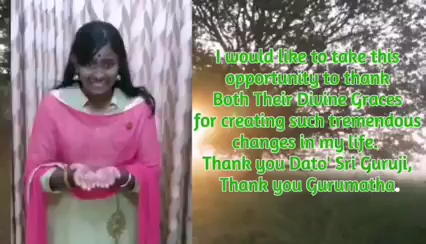 I would like to take this
opportunity to thank
Both Their Divine Graces
for creating such tremendous
changes in my life.
Thank you Dato' Sri Guruji,
Thank you Gurumatha.